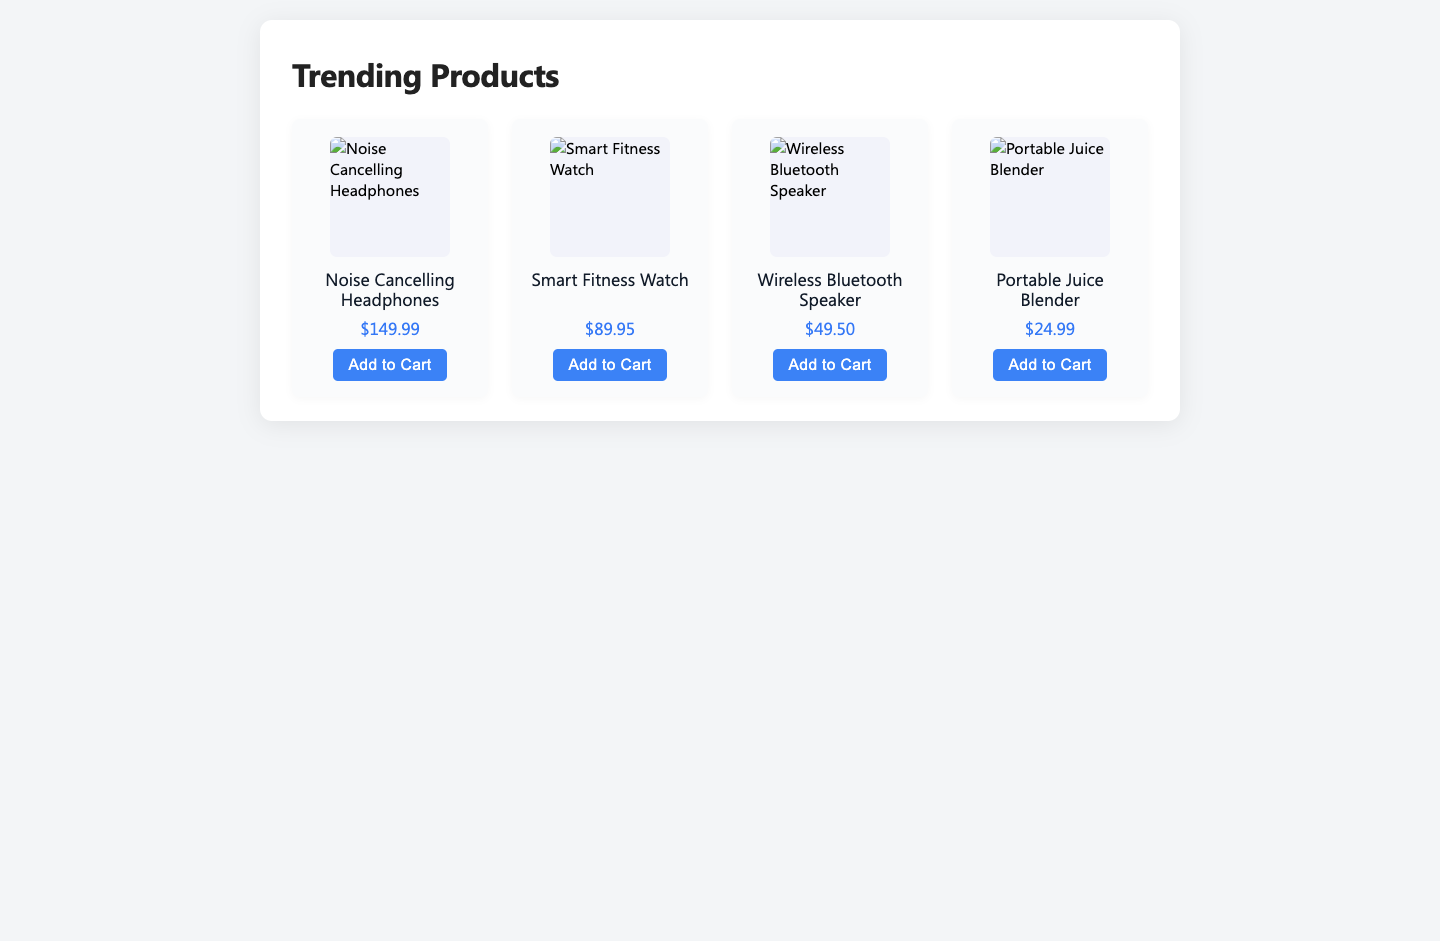 Trending Products
Noise
Cancelling
Headphones
Noise Cancelling
Headphones
$149.99
Add to Cart
Smart Fitness
Watch
Smart Fitness Watch
$89.95
Add to Cart
Wireless
Bluetooth
Speaker
Wireless Bluetooth
Speaker
$49.50
Add to Cart
Portable Juice
Blender
Portable Juice
Blender
$24.99
Add to Cart